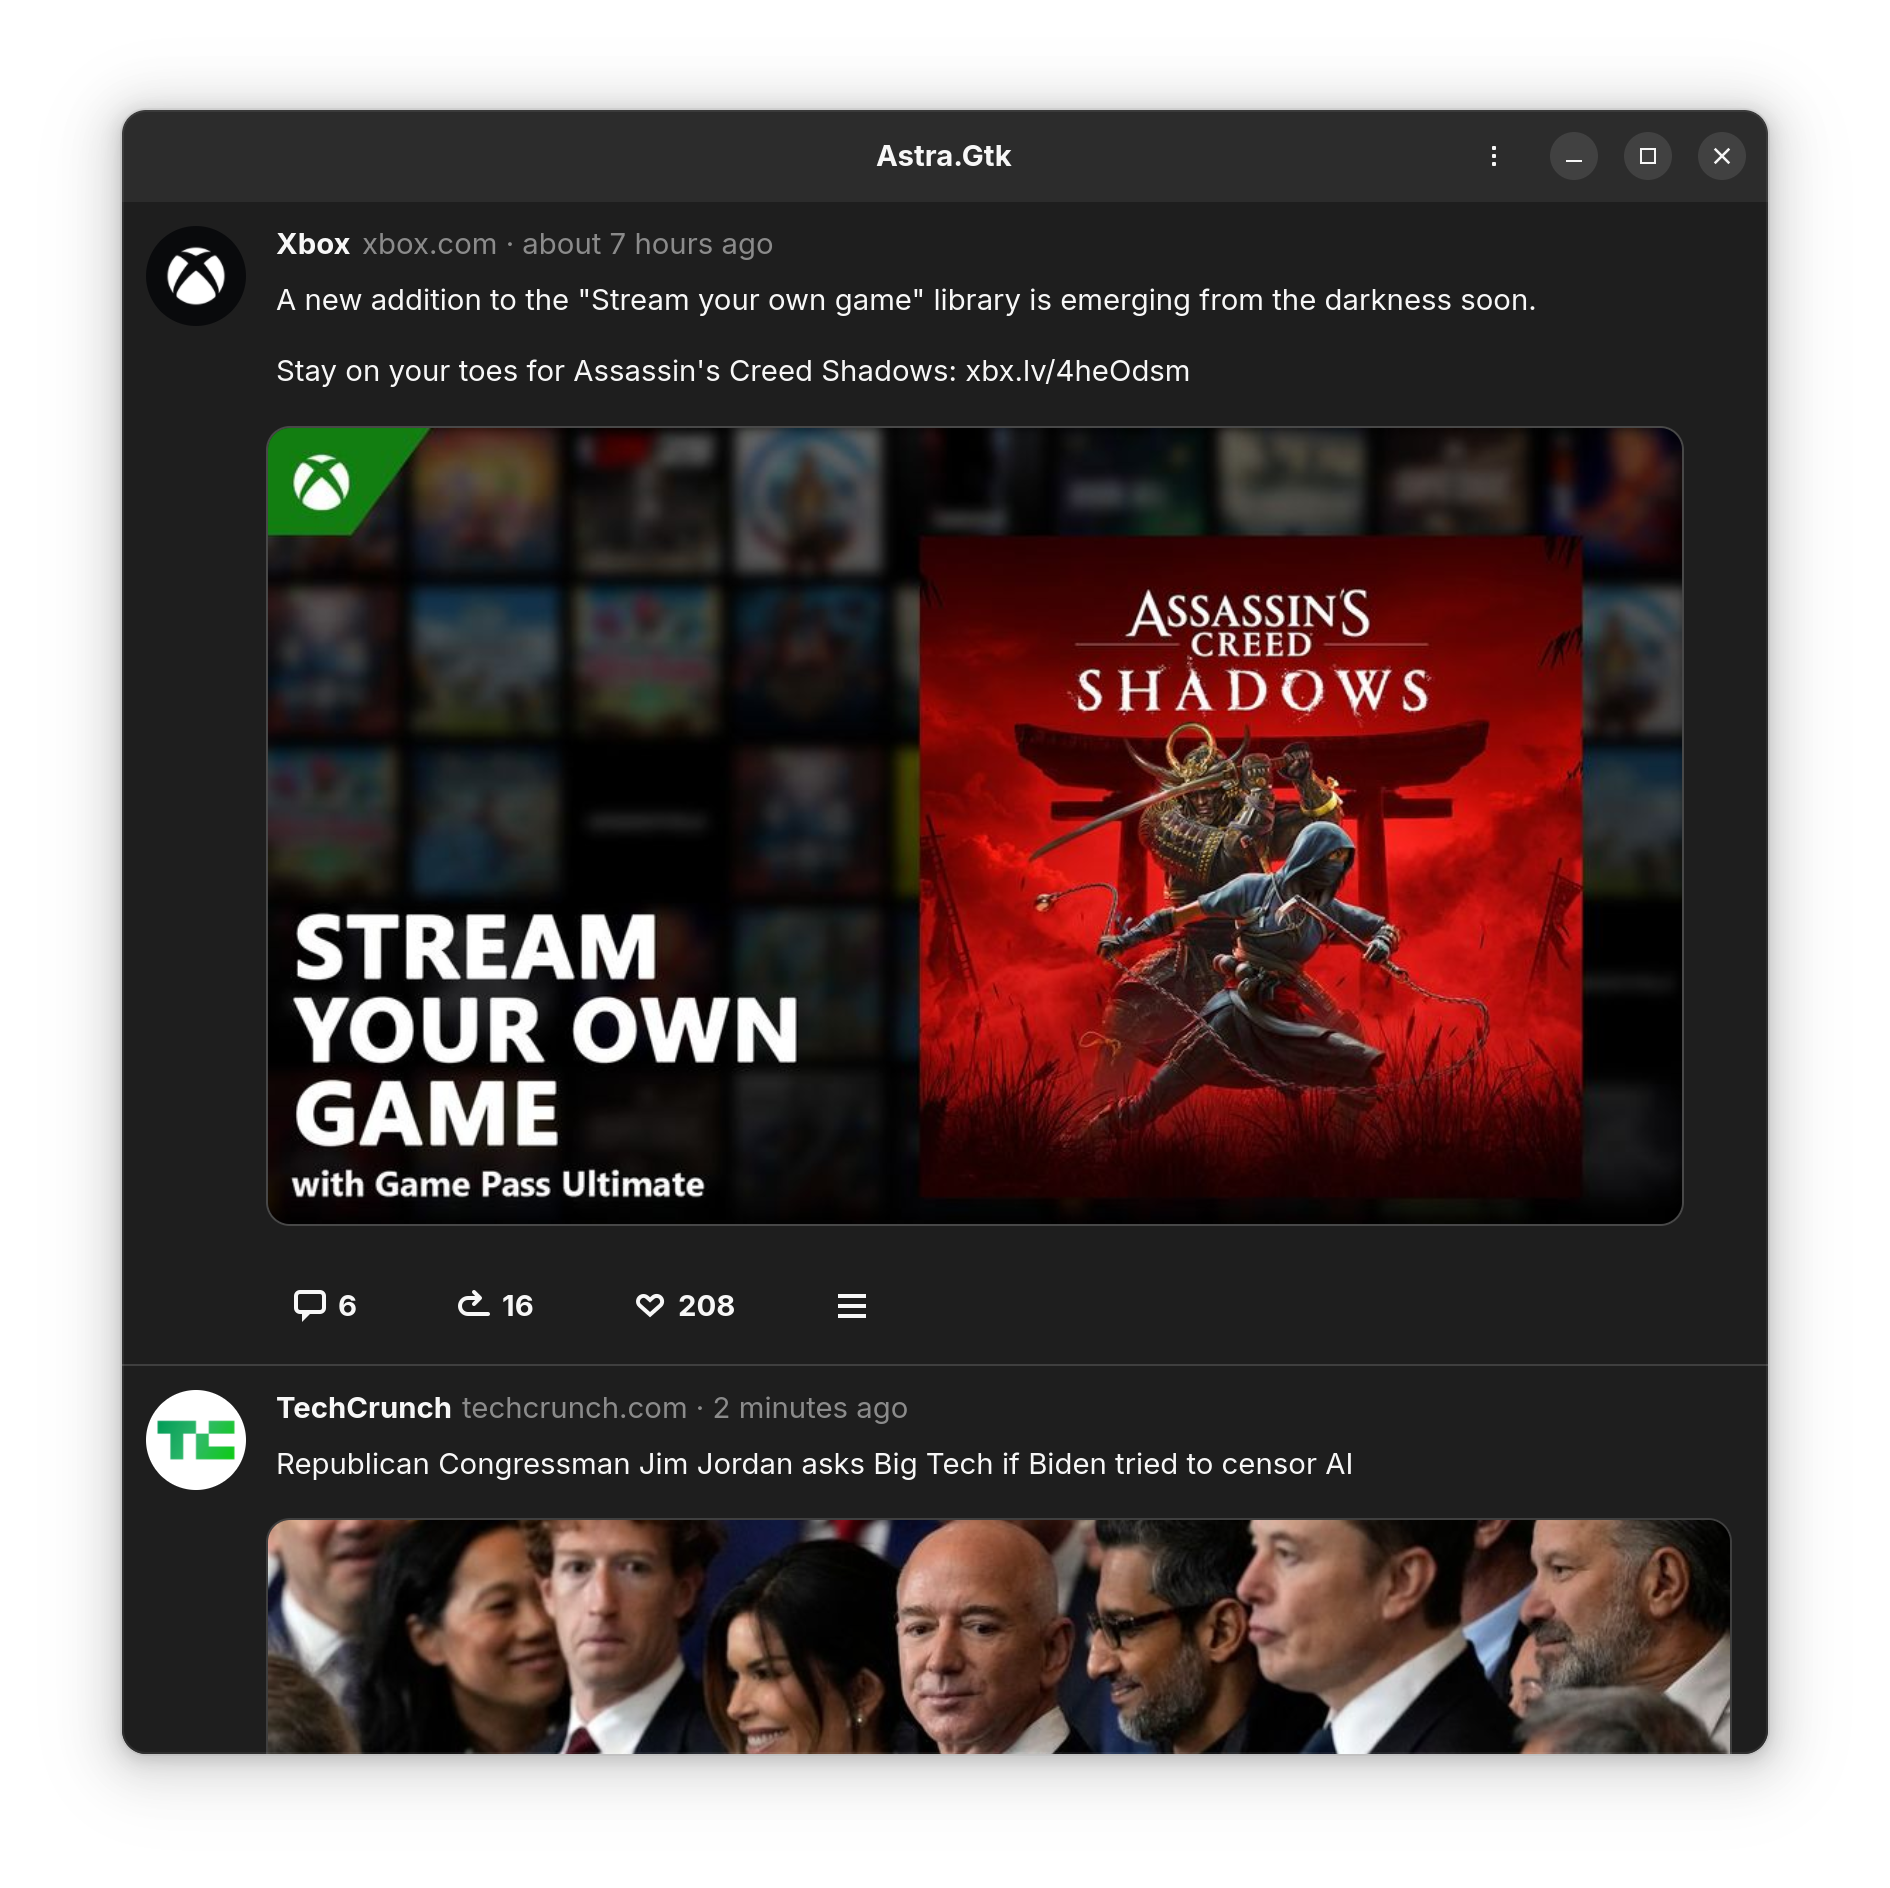 Astra.Gtk
Xbox xbox.com · about 7 hours ago
A new addition to the "Stream your own game" library is emerging from the darkness soon.
Stay on your toes for Assassin's Creed Shadows: xbx.lv/4heOdsm
ASSASSIN'S
CREED
SHADOWS
STREAM
YOUR OWN
GAME
with Game Pass Ultimate
6 16 208
TechCrunch techcrunch.com · 2 minutes ago
TC
Republican Congressman Jim Jordan asks Big Tech if Biden tried to censor AI